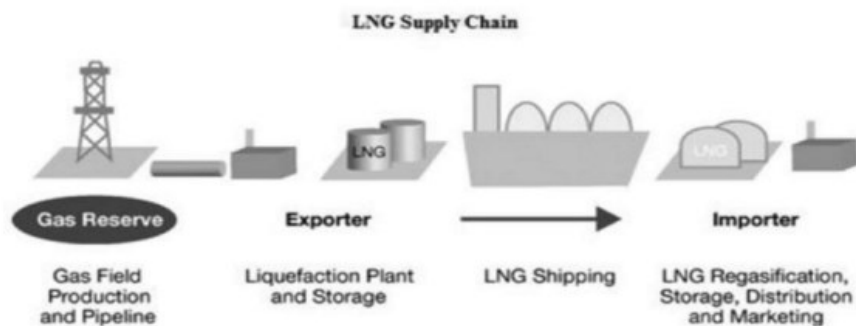 LNG Supply Chain
LNG
LNG
Gas Reserve
Exporter
Importer
Gas Field
Production
and Pipeline
Liquefaction Plant
and Storage
LNG Shipping
LNG Regasification,
Storage, Distribution
and Marketing